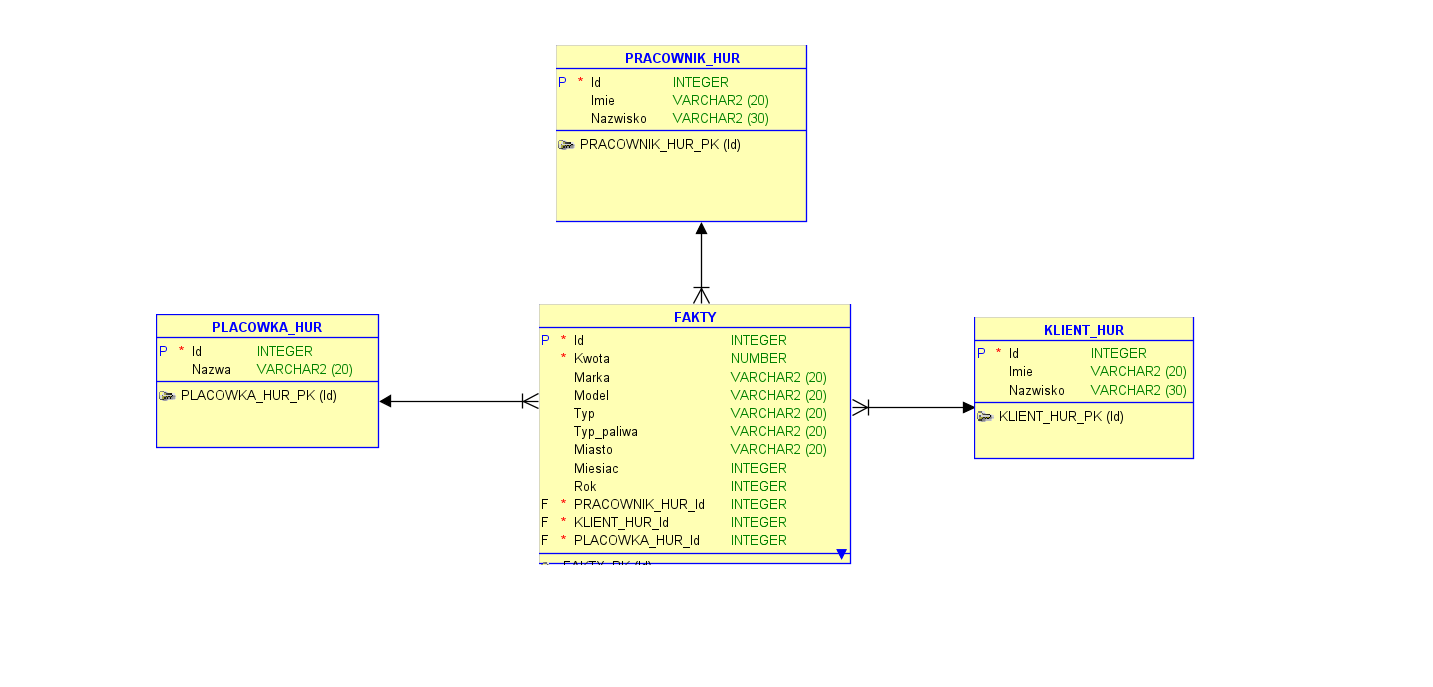 PRACOWNIK_HUR
P * Id INTEGER
Imie VARCHAR2 (20)
Nazwisko VARCHAR2 (30)
PRACOWNIK_HUR_PK (Id)
PLACOWKA_HUR
P * Id INTEGER
Nazwa VARCHAR2 (20)
PLACOWKA_HUR_PK (Id)
FAKTY
P * Id INTEGER
* Kwota NUMBER
Marka VARCHAR2 (20)
Model VARCHAR2 (20)
Typ VARCHAR2 (20)
Typ_paliwa VARCHAR2 (20)
Miasto VARCHAR2 (20)
Miesiac INTEGER
Rok INTEGER
F * PRACOWNIK_HUR_Id INTEGER
F * KLIENT_HUR_Id INTEGER
F * PLACOWKA_HUR_Id INTEGER
FAKTY_PK (Id)
KLIENT_HUR
P * Id INTEGER
Imie VARCHAR2 (20)
Nazwisko VARCHAR2 (30)
KLIENT_HUR_PK (Id)